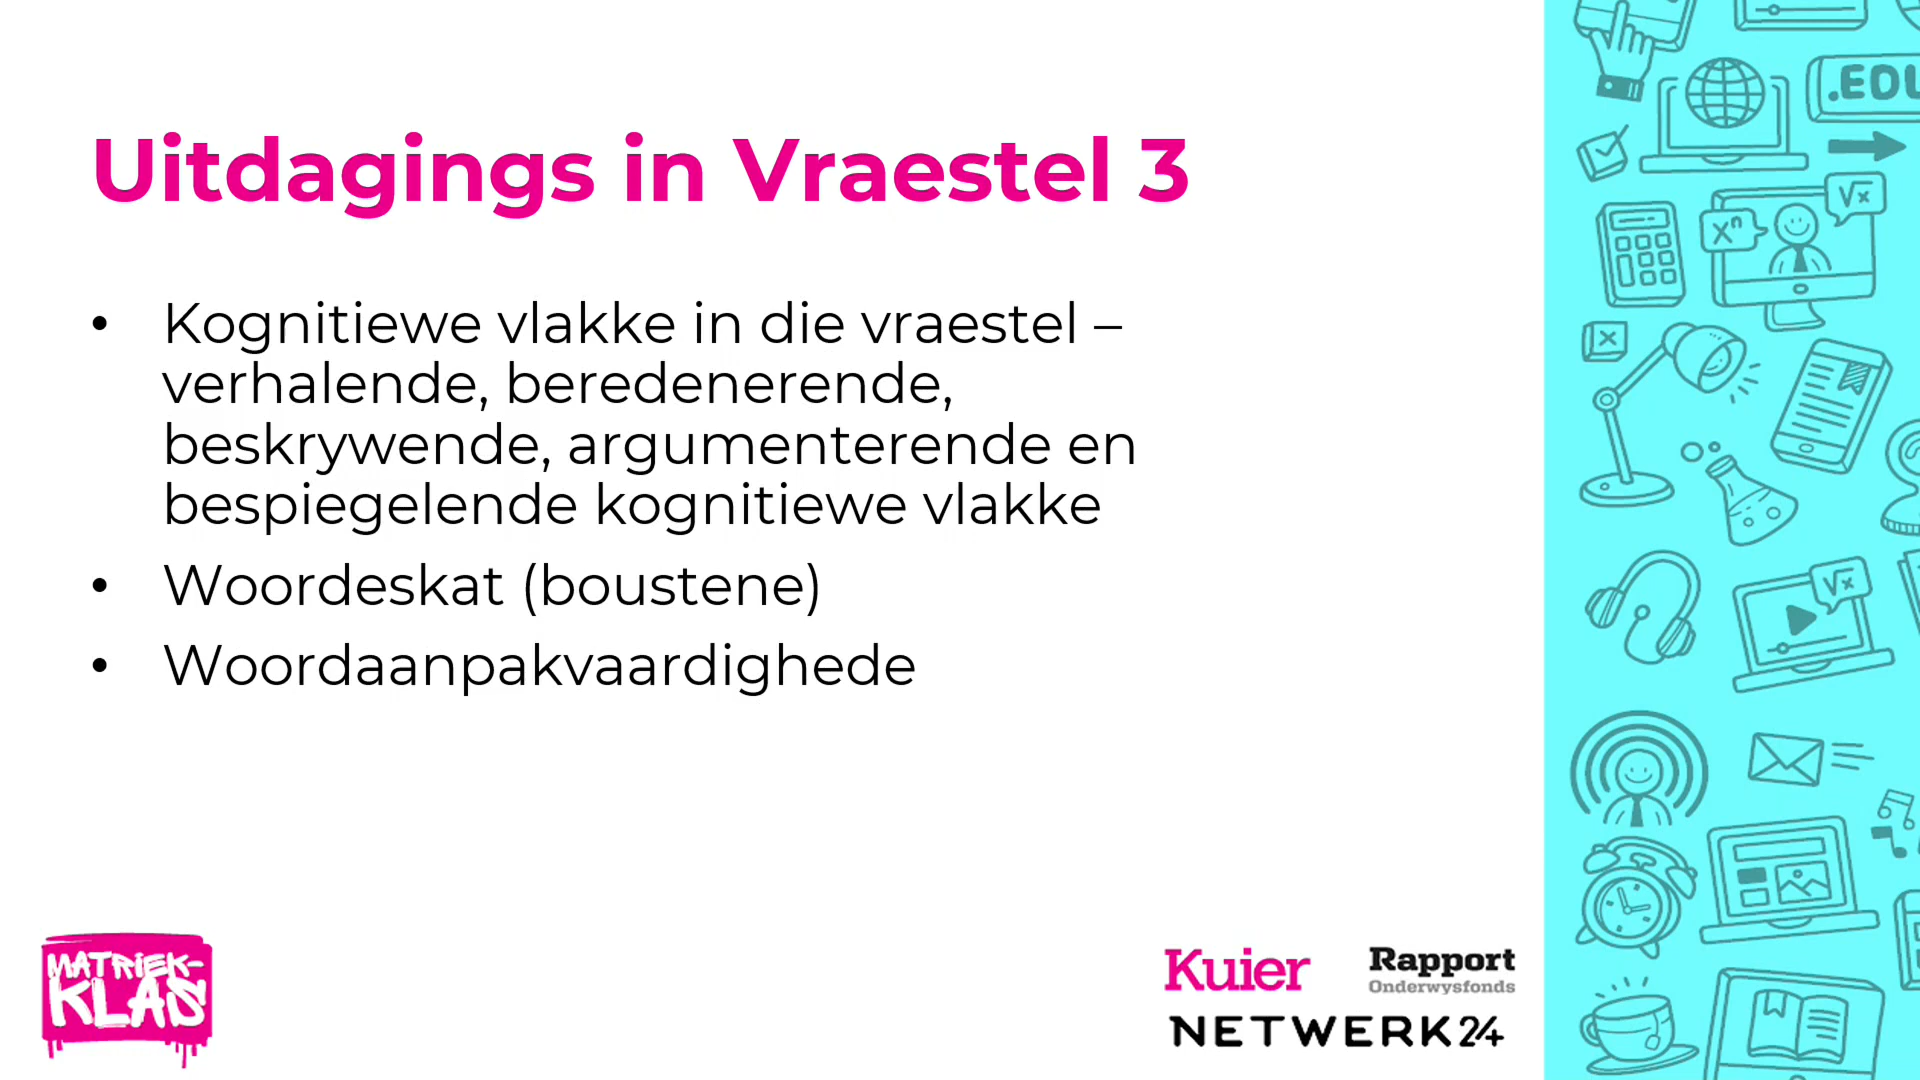 Uitdagings in Vraestel 3
• Kognitiewe vlakke in die vraestel –
verhalende, beredenerende,
beskrywende, argumenterende en
bespiegelende kognitiewe vlakke
• Woordeskat (boustene)
• Woordaanpakvaardighede
MATRIEK-
KLAS
Kuier
Rapport
Onderwysfonds
NETWERK24
.EDU
√x
xⁿ
√x